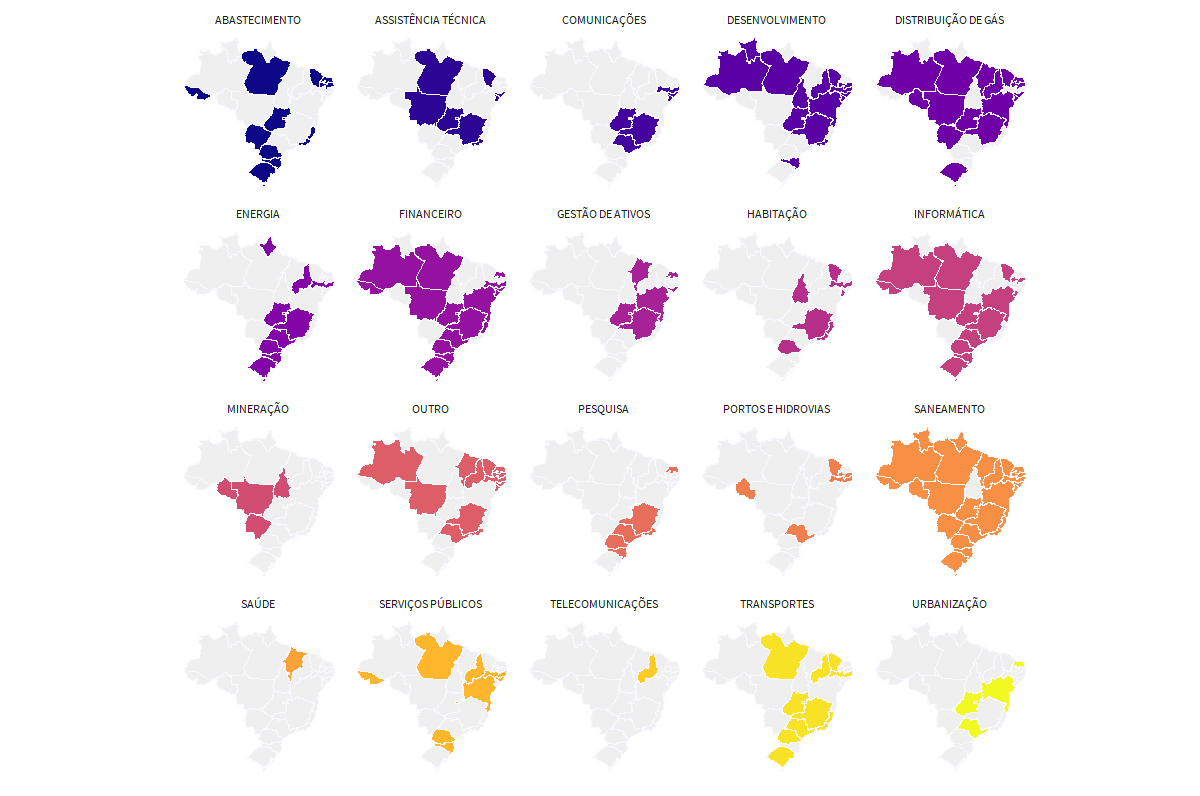 ABASTECIMENTO
ASSISTÊNCIA TÉCNICA
COMUNICAÇÕES
DESENVOLVIMENTO
DISTRIBUIÇÃO DE GÁS
ENERGIA
FINANCEIRO
GESTÃO DE ATIVOS
HABITAÇÃO
INFORMÁTICA
MINERAÇÃO
OUTRO
PESQUISA
PORTOS E HIDROVIAS
SANEAMENTO
SAÚDE
SERVIÇOS PÚBLICOS
TELECOMUNICAÇÕES
TRANSPORTES
URBANIZAÇÃO